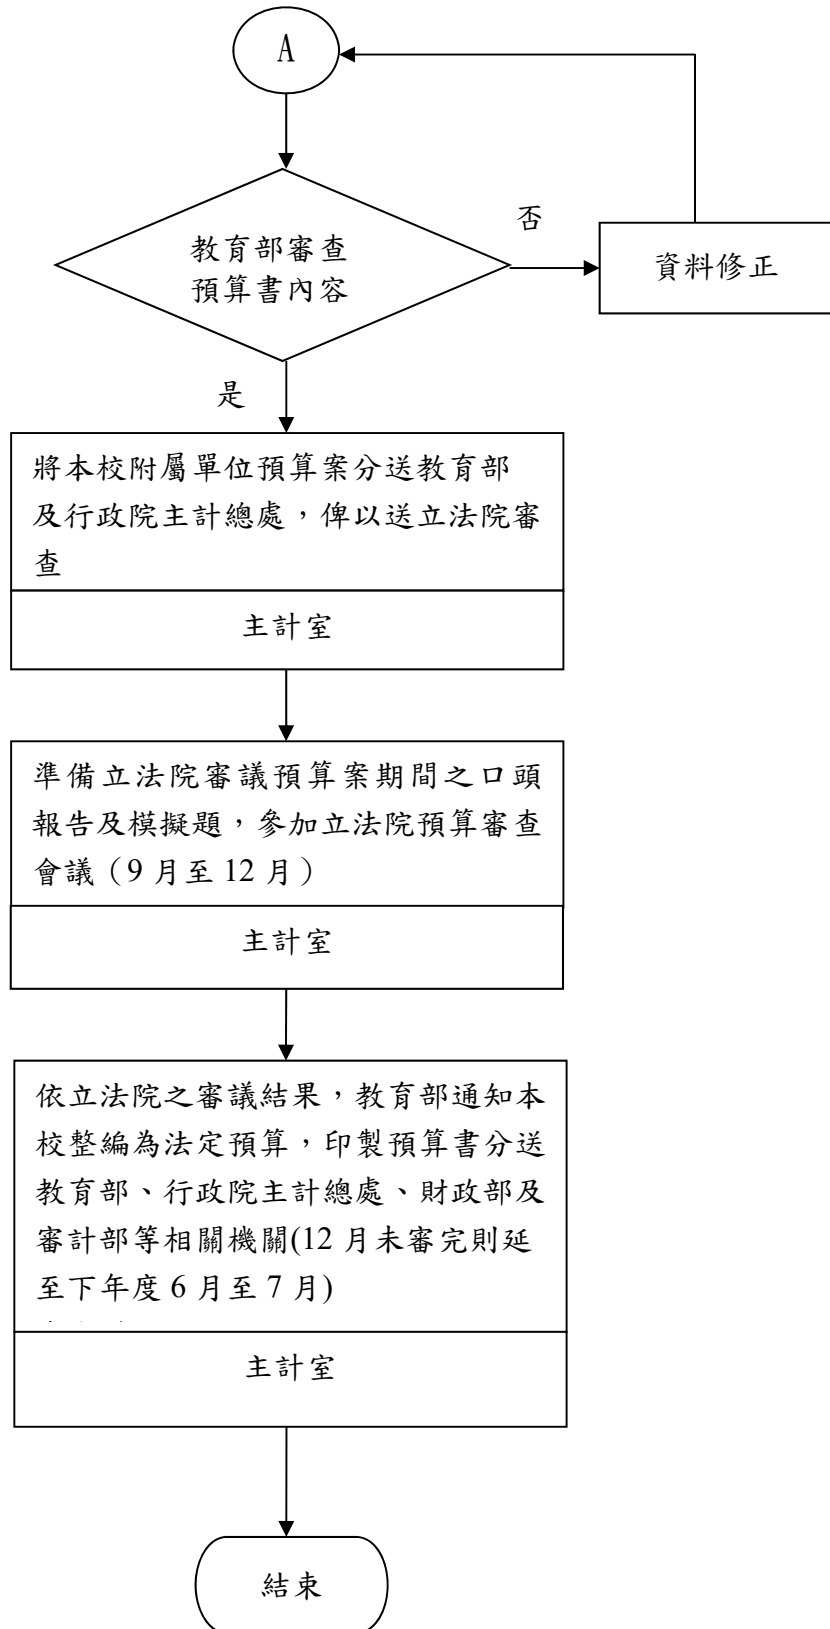 A
否
教育部審查
預算書內容
資料修正
是
將本校附屬單位預算案分送教育部
及行政院主計總處，俾以送立法院審
查
主計室
準備立法院審議預算案期間之口頭
報告及模擬題，參加立法院預算審查
會議（9 月至 12 月）
主計室
依立法院之審議結果，教育部通知本
校整編為法定預算，印製預算書分送
教育部、行政院主計總處、財政部及
審計部等相關機關(12 月未審完則延
至下年度 6 月至 7 月)
主計室
結束